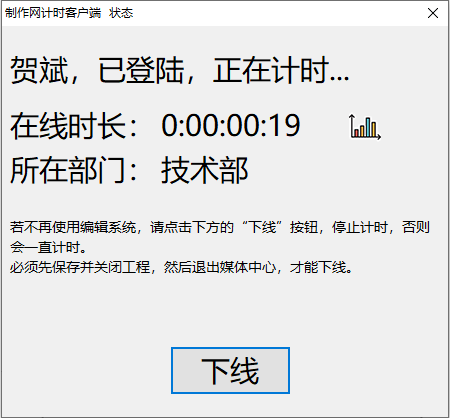 制作网计时客户端 状态
贺斌，已登陆，正在计时...
在线时长： 0:00:00:19
所在部门： 技术部
若不再使用编辑系统，请点击下方的“下线”按钮，停止计时，否则
会一直计时。
必须先保存并关闭工程，然后退出媒体中心，才能下线。
下线